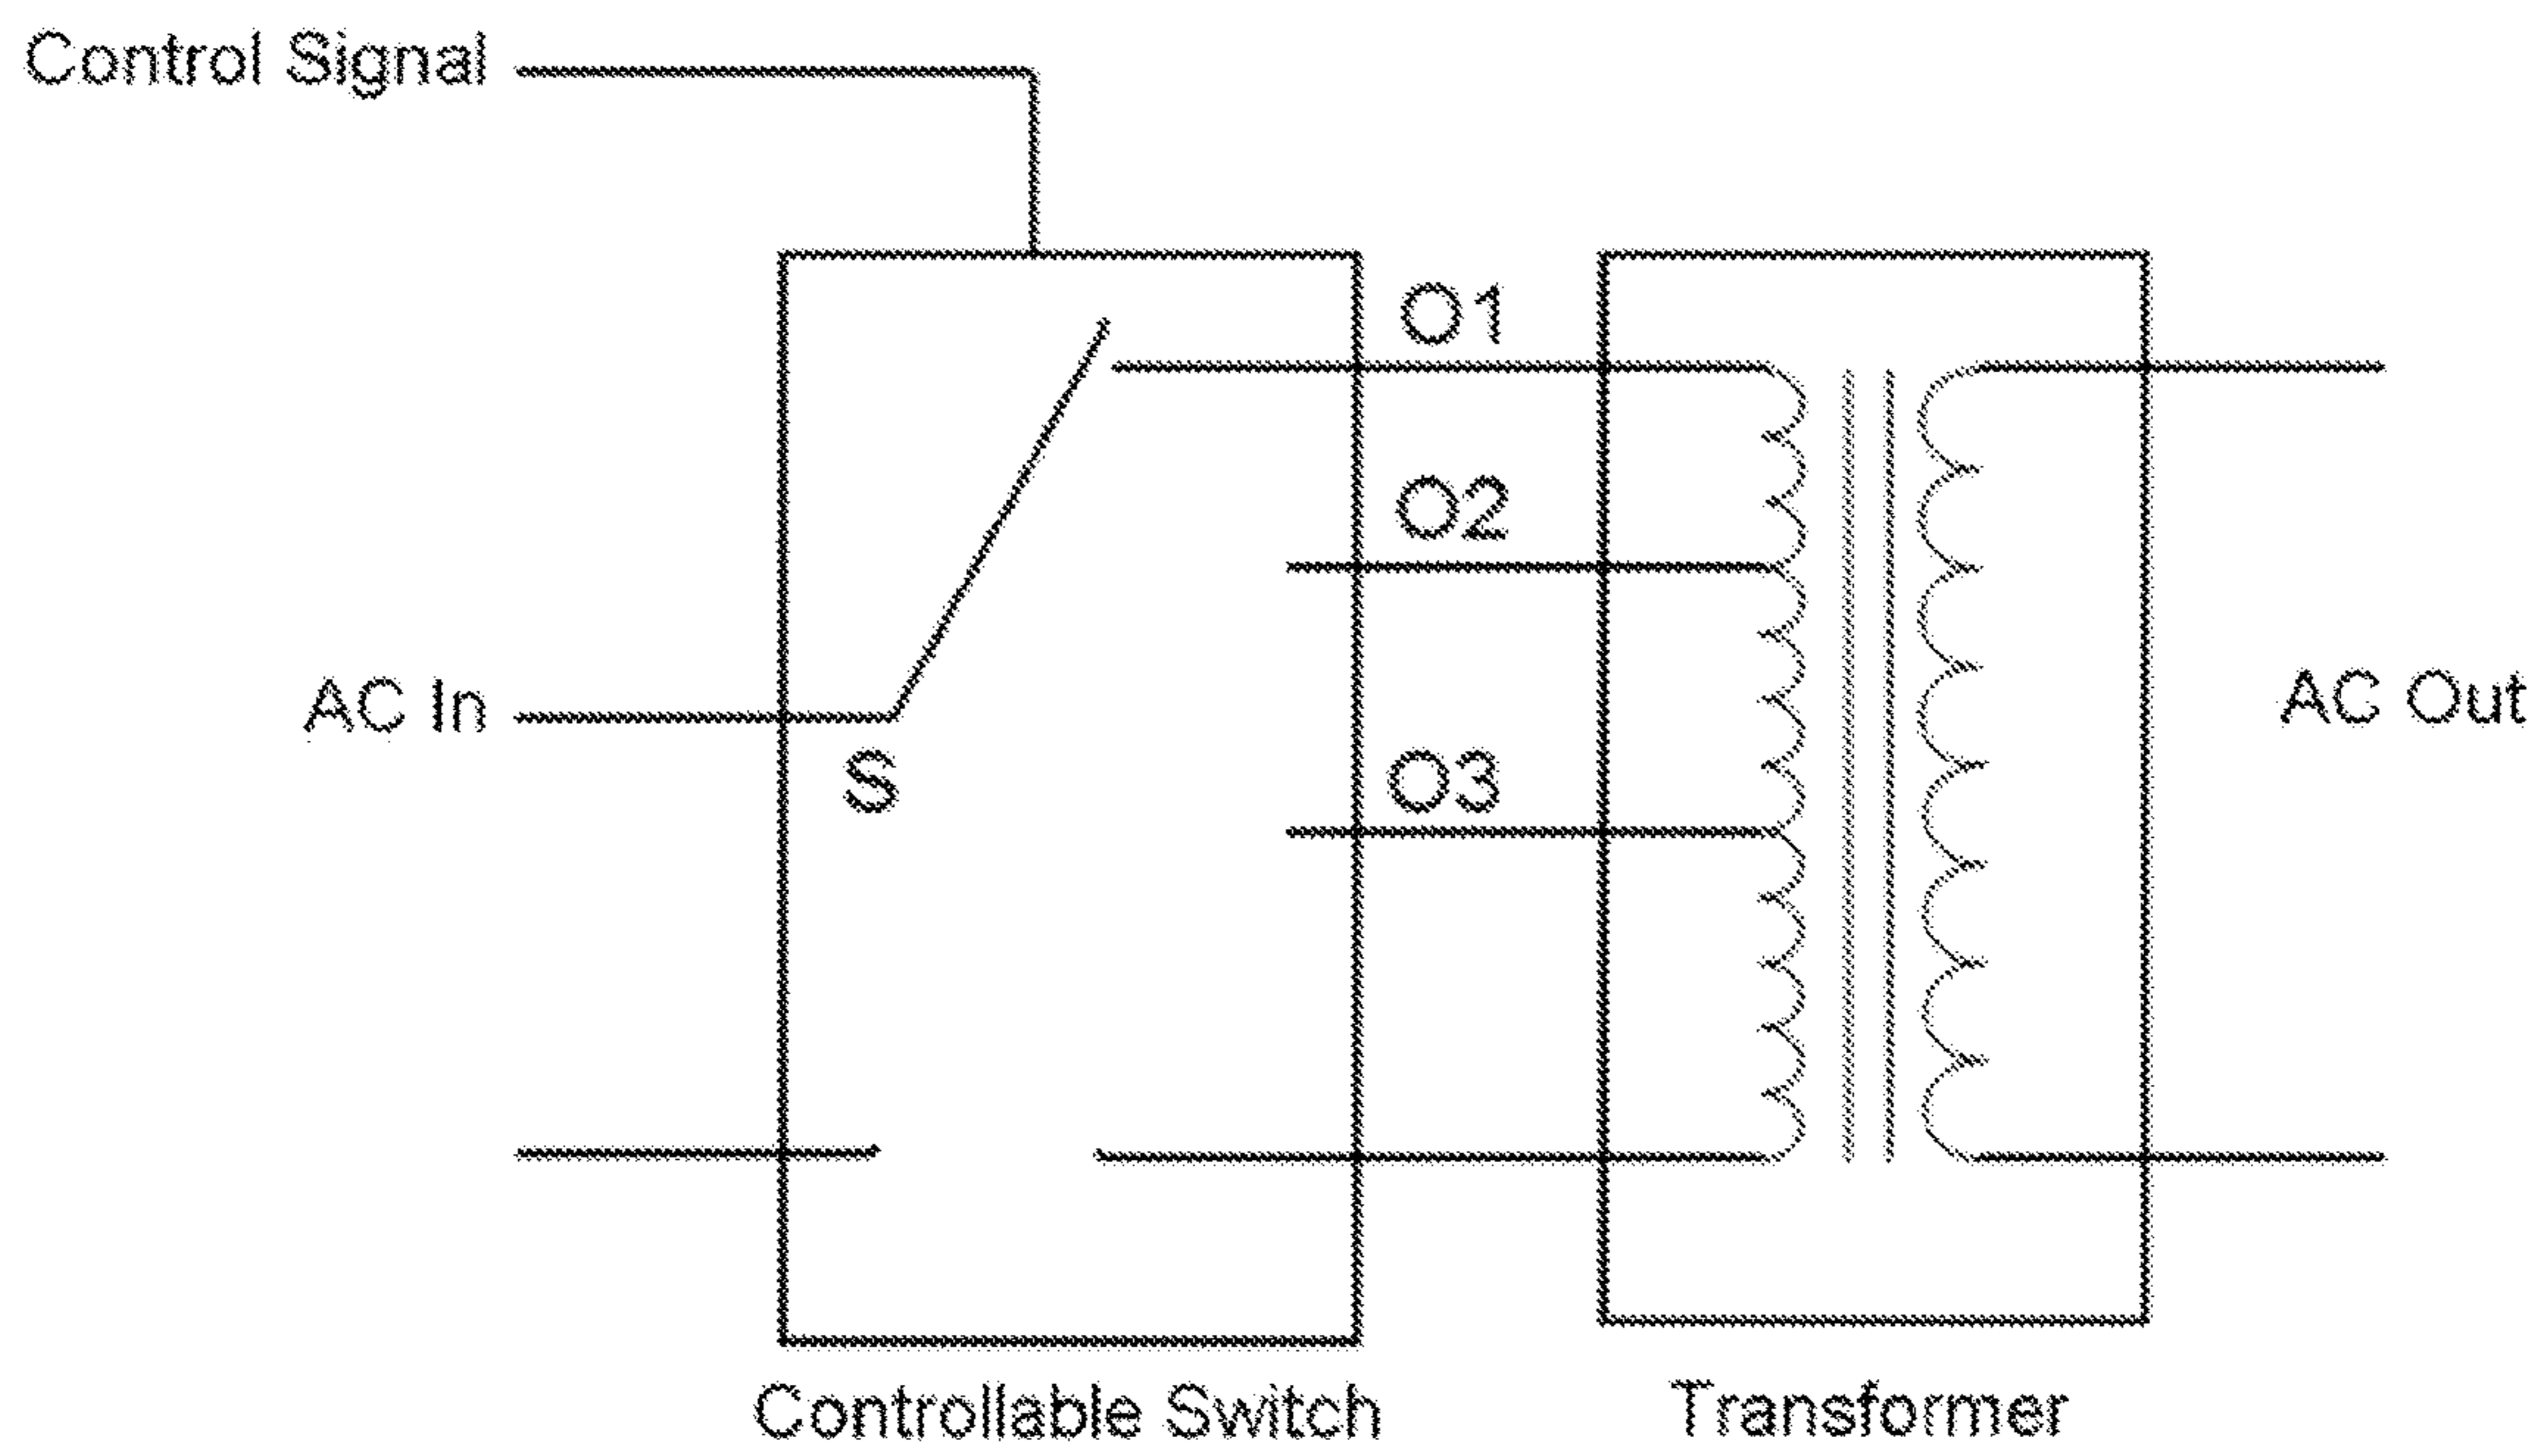 Control Signal
O1
O2
AC In
AC Out
S
O3
Controllable Switch
Transformer